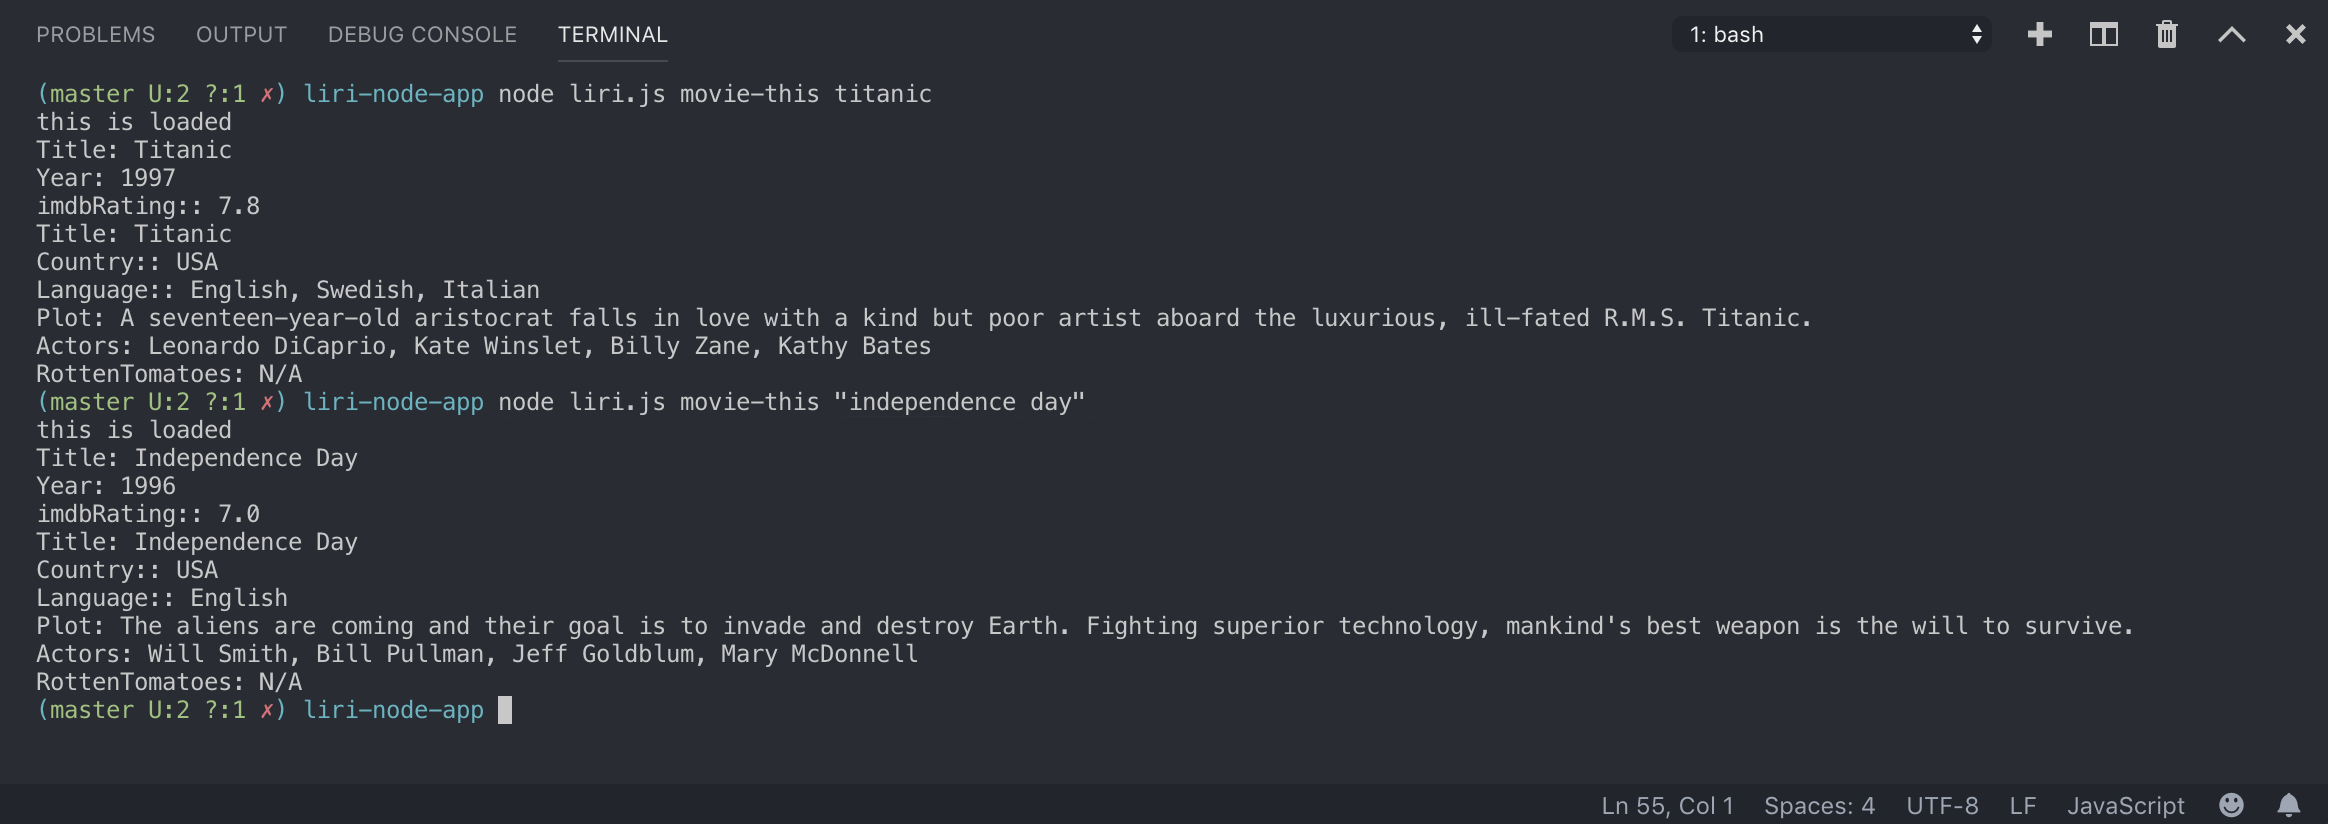 PROBLEMS OUTPUT DEBUG CONSOLE TERMINAL 1: bash
(master U:2 ?:1 ✗) liri-node-app node liri.js movie-this titanic
this is loaded
Title: Titanic
Year: 1997
imdbRating:: 7.8
Title: Titanic
Country:: USA
Language:: English, Swedish, Italian
Plot: A seventeen-year-old aristocrat falls in love with a kind but poor artist aboard the luxurious, ill-fated R.M.S. Titanic.
Actors: Leonardo DiCaprio, Kate Winslet, Billy Zane, Kathy Bates
RottenTomatoes: N/A
(master U:2 ?:1 ✗) liri-node-app node liri.js movie-this "independence day"
this is loaded
Title: Independence Day
Year: 1996
imdbRating:: 7.0
Title: Independence Day
Country:: USA
Language:: English
Plot: The aliens are coming and their goal is to invade and destroy Earth. Fighting superior technology, mankind's best weapon is the will to survive.
Actors: Will Smith, Bill Pullman, Jeff Goldblum, Mary McDonnell
RottenTomatoes: N/A
(master U:2 ?:1 ✗) liri-node-app
Ln 55, Col 1 Spaces: 4 UTF-8 LF JavaScript